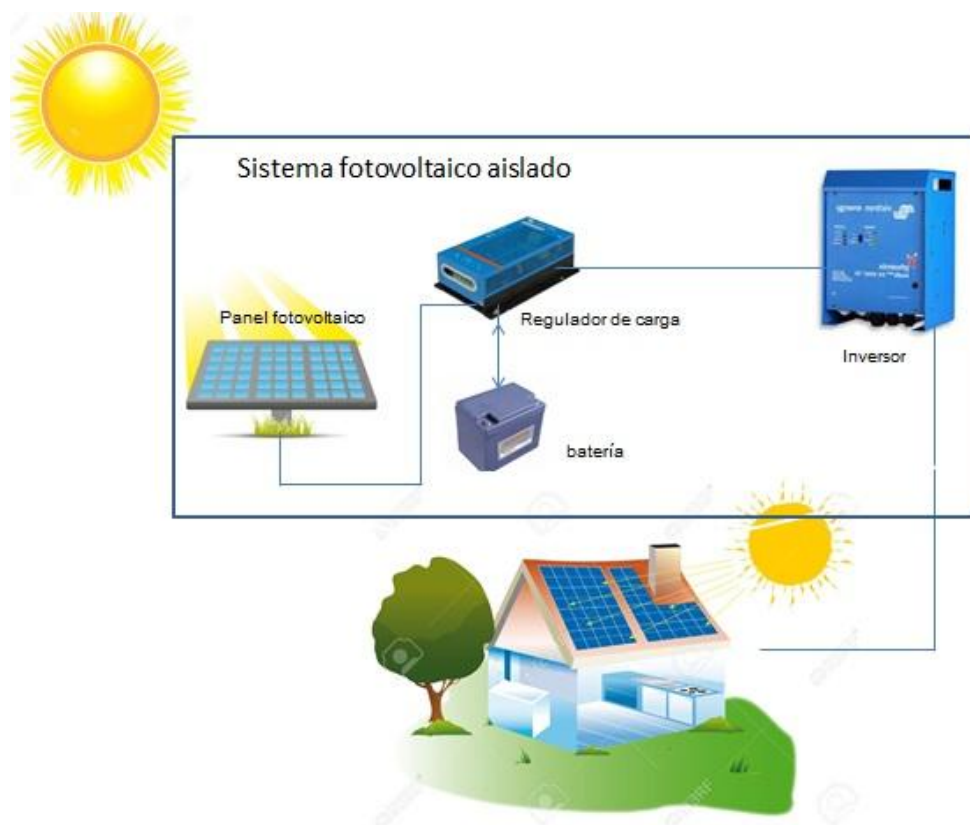 Sistema fotovoltaico aislado
Panel fotovoltaico
Regulador de carga
Inversor
batería